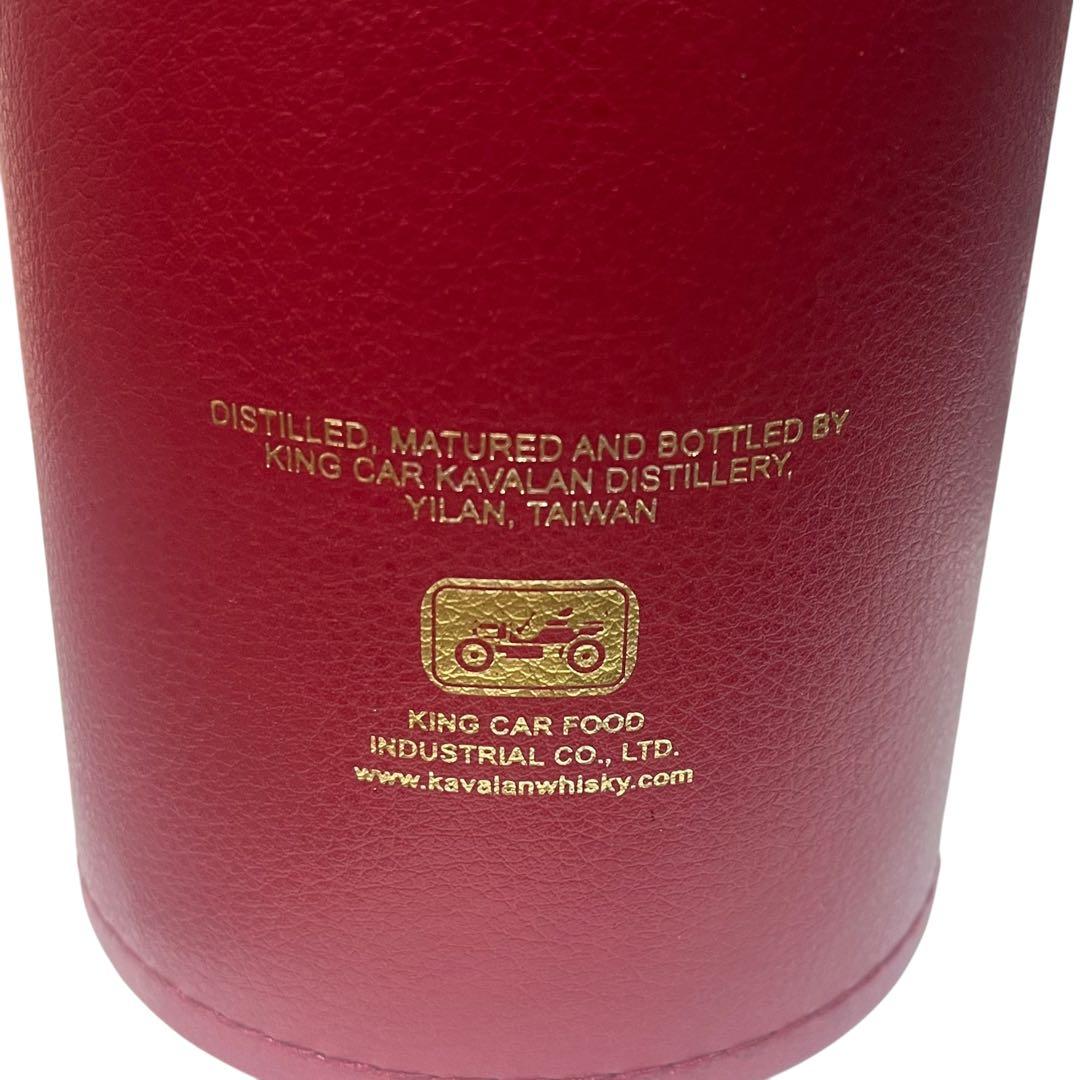 DISTILLED, MATURED AND BOTTLED BY
KING CAR KAVALAN DISTILLERY,
YILAN, TAIWAN
KING CAR FOOD
INDUSTRIAL CO., LTD.
www.kavalanwhisky.com